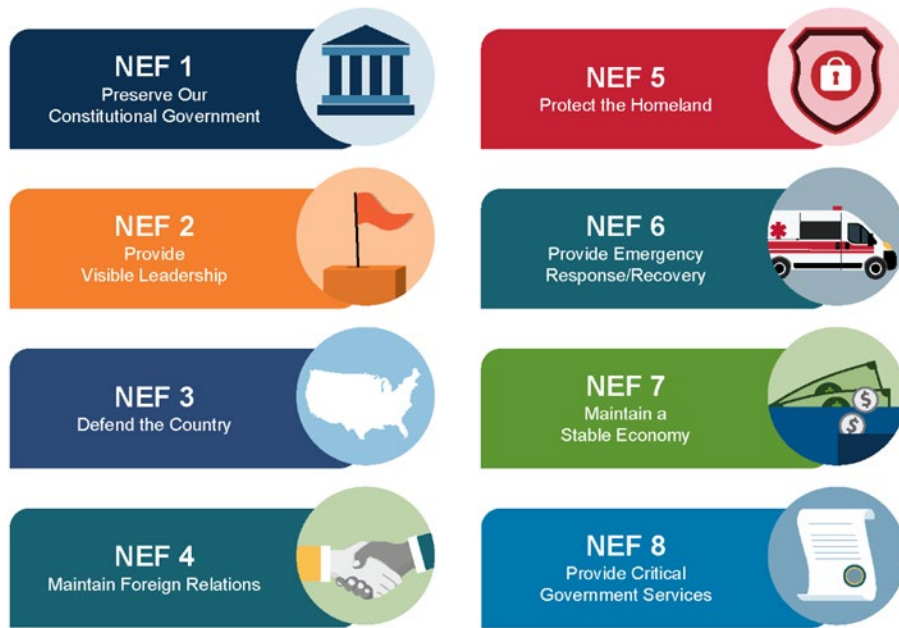 NEF 1
Preserve Our
Constitutional Government
NEF 2
Provide
Visible Leadership
NEF 3
Defend the Country
NEF 4
Maintain Foreign Relations
NEF 5
Protect the Homeland
NEF 6
Provide Emergency
Response/Recovery
NEF 7
Maintain a
Stable Economy
$
$
NEF 8
Provide Critical
Government Services